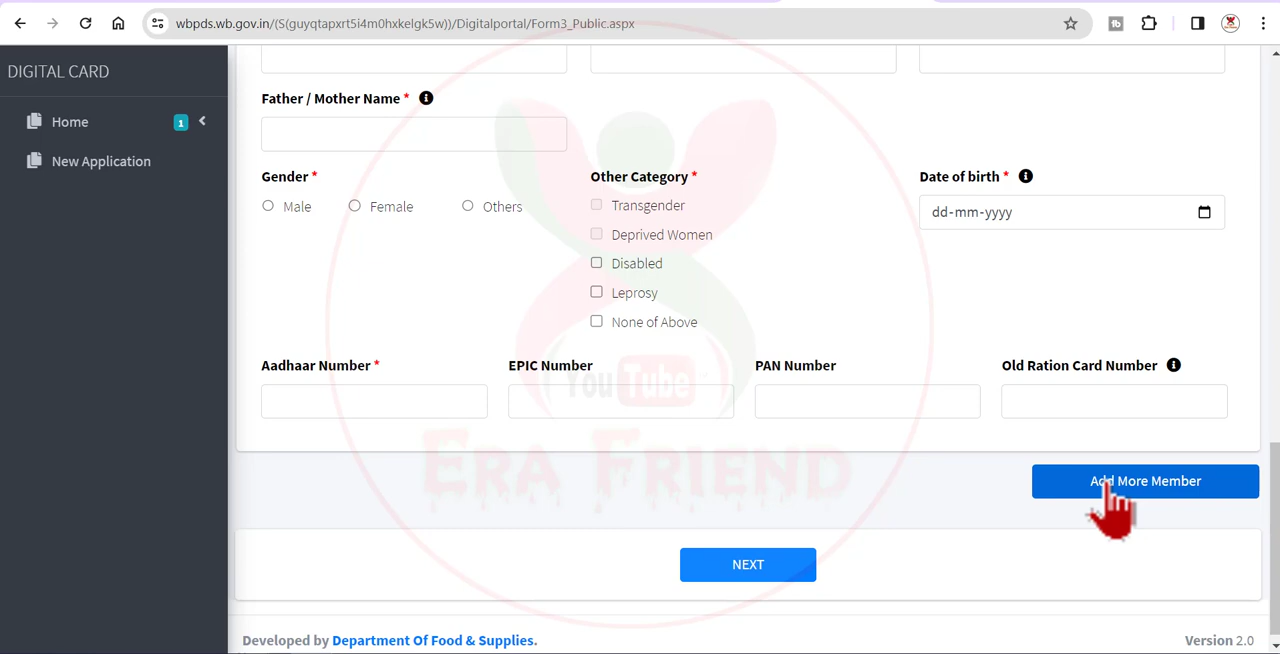 wbpds.wb.gov.in/(S(guyqtapxrt5i4m0hxkelgk5w))/Digitalportal/Form3_Public.aspx
DIGITAL CARD
Home 1
New Application
Father / Mother Name *
Gender *
Male Female Others
Other Category *
Transgender
Deprived Women
Disabled
Leprosy
None of Above
Date of birth *
dd-mm-yyyy
Aadhaar Number * EPIC Number PAN Number Old Ration Card Number
YouTube
ERA FRIEND
Add More Member
NEXT
Developed by Department Of Food & Supplies.
Version 2.0